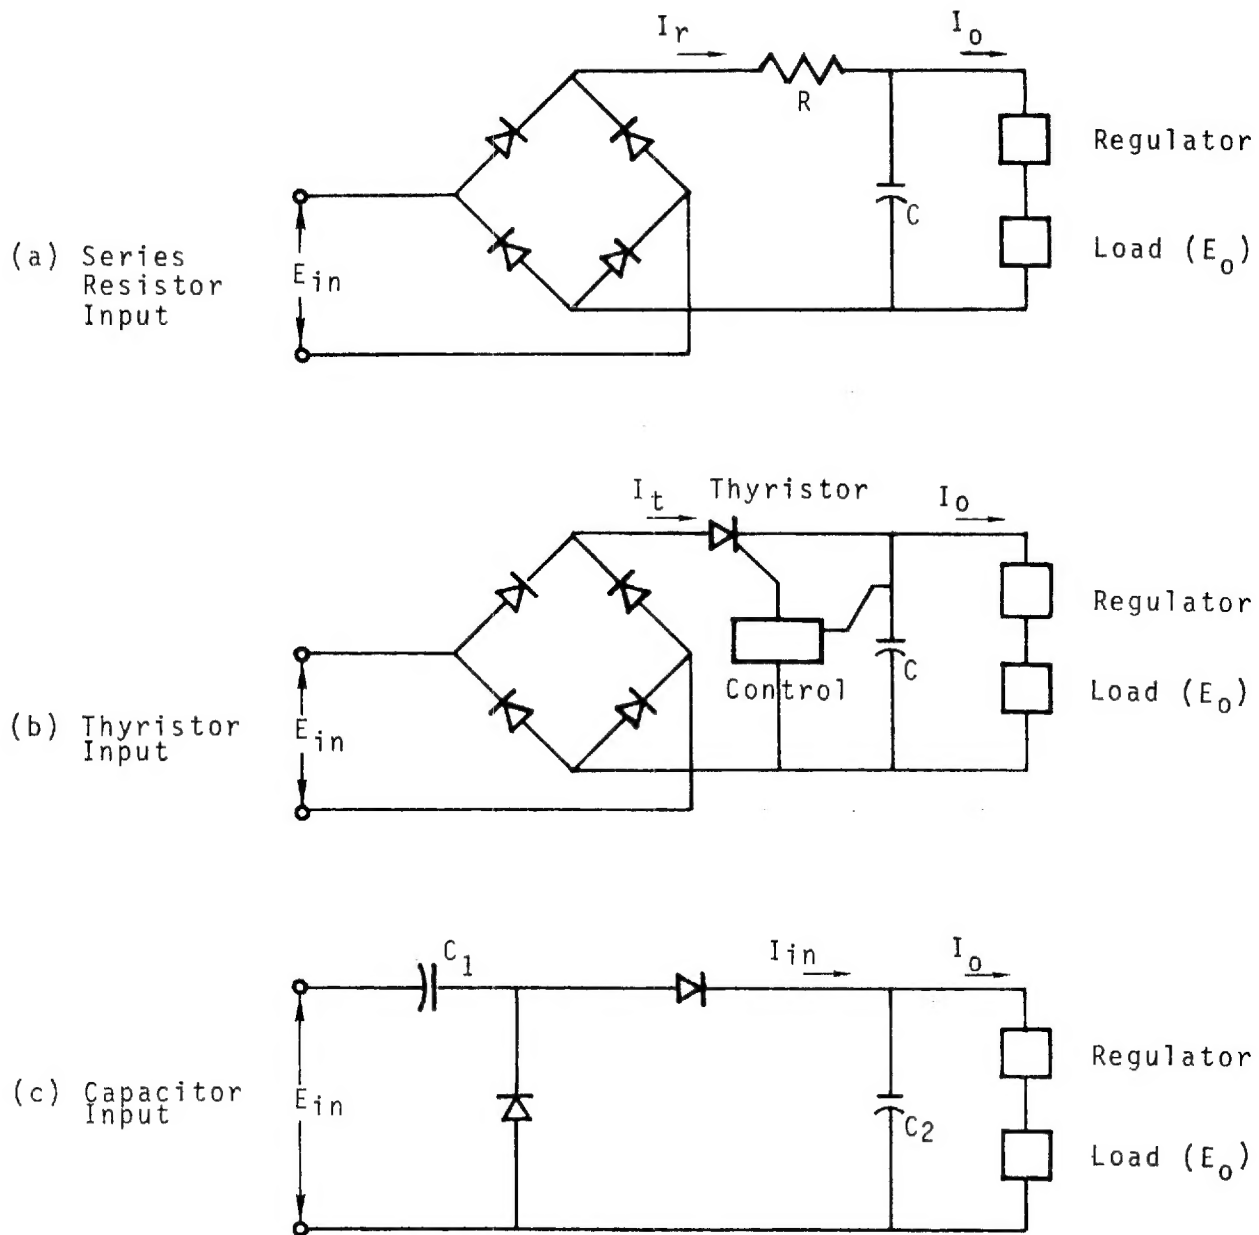 I_r
I_o
R
Regulator
(a) Series
Resistor
Input
E_in
C
Load (E_o)
I_t
Thyristor
I_o
Regulator
Control
C
Load (E_o)
(b) Thyristor
Input
E_in
C_1
I_in
I_o
Regulator
(c) Capacitor
Input
E_in
C_2
Load (E_o)